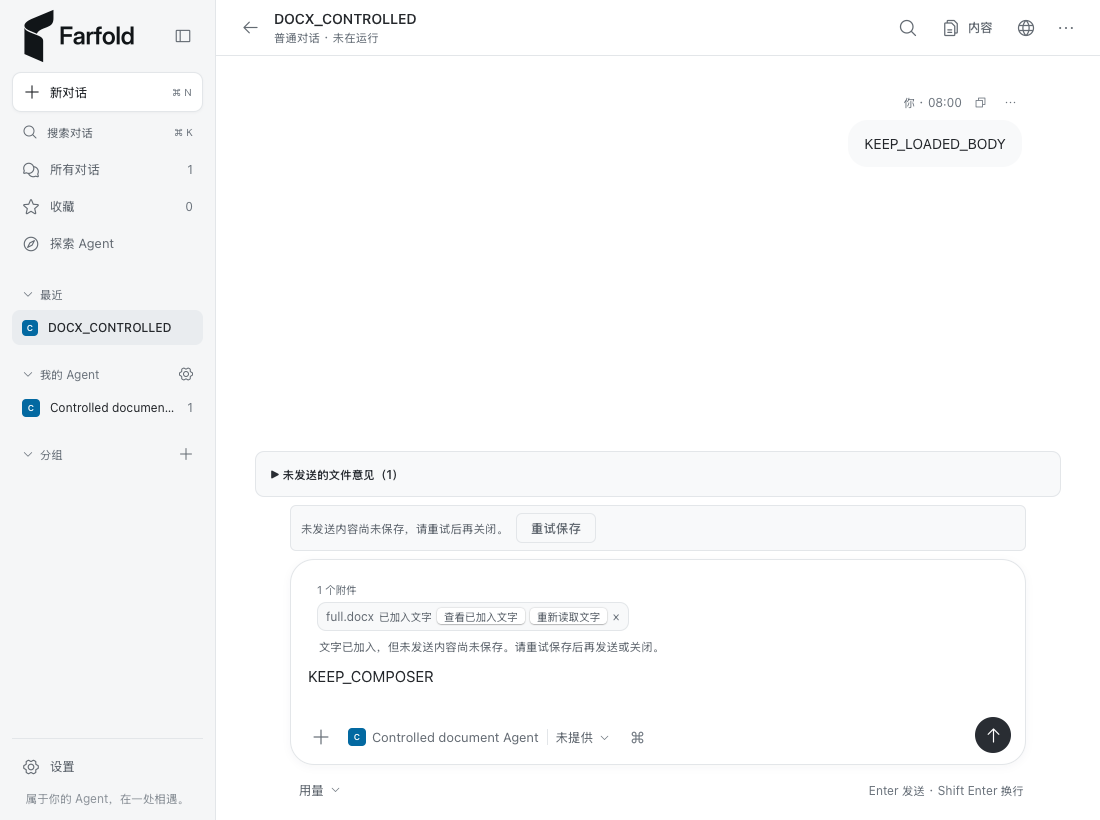 Farfold
新对话
⌘ N
搜索对话
⌘ K
所有对话
1
收藏
0
探索 Agent
最近
C
DOCX_CONTROLLED
我的 Agent
C
Controlled documen...
1
分组
设置
属于你的 Agent，在一处相遇。
DOCX_CONTROLLED
普通对话 · 未在运行
内容
你 · 08:00
KEEP_LOADED_BODY
未发送的文件意见（1）
未发送内容尚未保存，请重试后再关闭。
重试保存
1 个附件
full.docx 已加入文字 查看已加入文字 重新读取文字 ×
文字已加入，但未发送内容尚未保存。请重试保存后再发送或关闭。
KEEP_COMPOSER
C
Controlled document Agent
未提供
⌘
用量
Enter 发送 · Shift Enter 换行